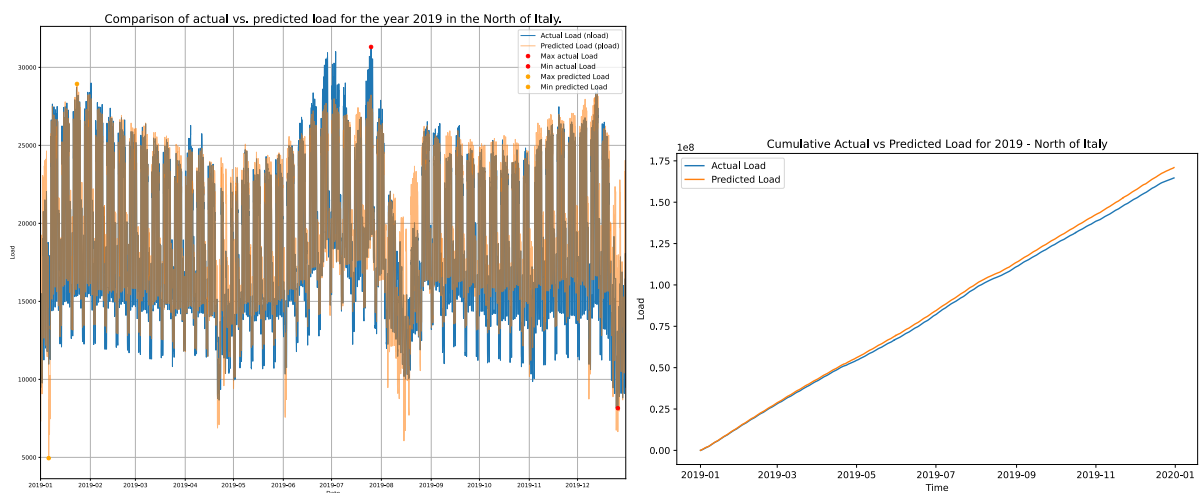 Comparison of actual vs. predicted load for the year 2019 in the North of Italy.
Actual Load (nload)
Predicted Load (pload)
Max actual Load
Min actual Load
Max predicted Load
Min predicted Load
30000
25000
20000
15000
10000
5000
Load
2019-01
2019-02
2019-03
2019-04
2019-05
2019-06
2019-07
2019-08
2019-09
2019-10
2019-11
2019-12
Cumulative Actual vs Predicted Load for 2019 - North of Italy
1e8
Actual Load
Predicted Load
1.75
1.50
1.25
1.00
0.75
0.50
0.25
0.00
Load
2019-01
2019-03
2019-05
2019-07
2019-09
2019-11
2020-01
Time